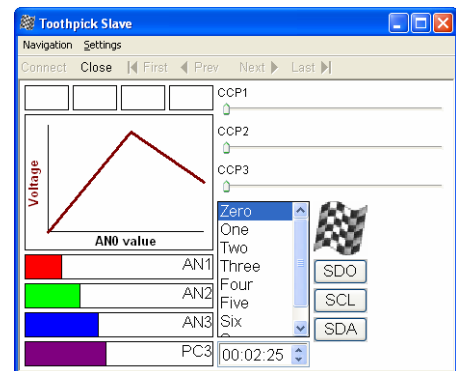 Toothpick Slave
Navigation Settings
Connect Close First Prev Next Last
CCP1
CCP2
CCP3
Voltage
AN0 value
AN1
AN2
AN3
PC3
Zero
One
Two
Three
Four
Five
Six
00:02:25
SDO
SCL
SDA